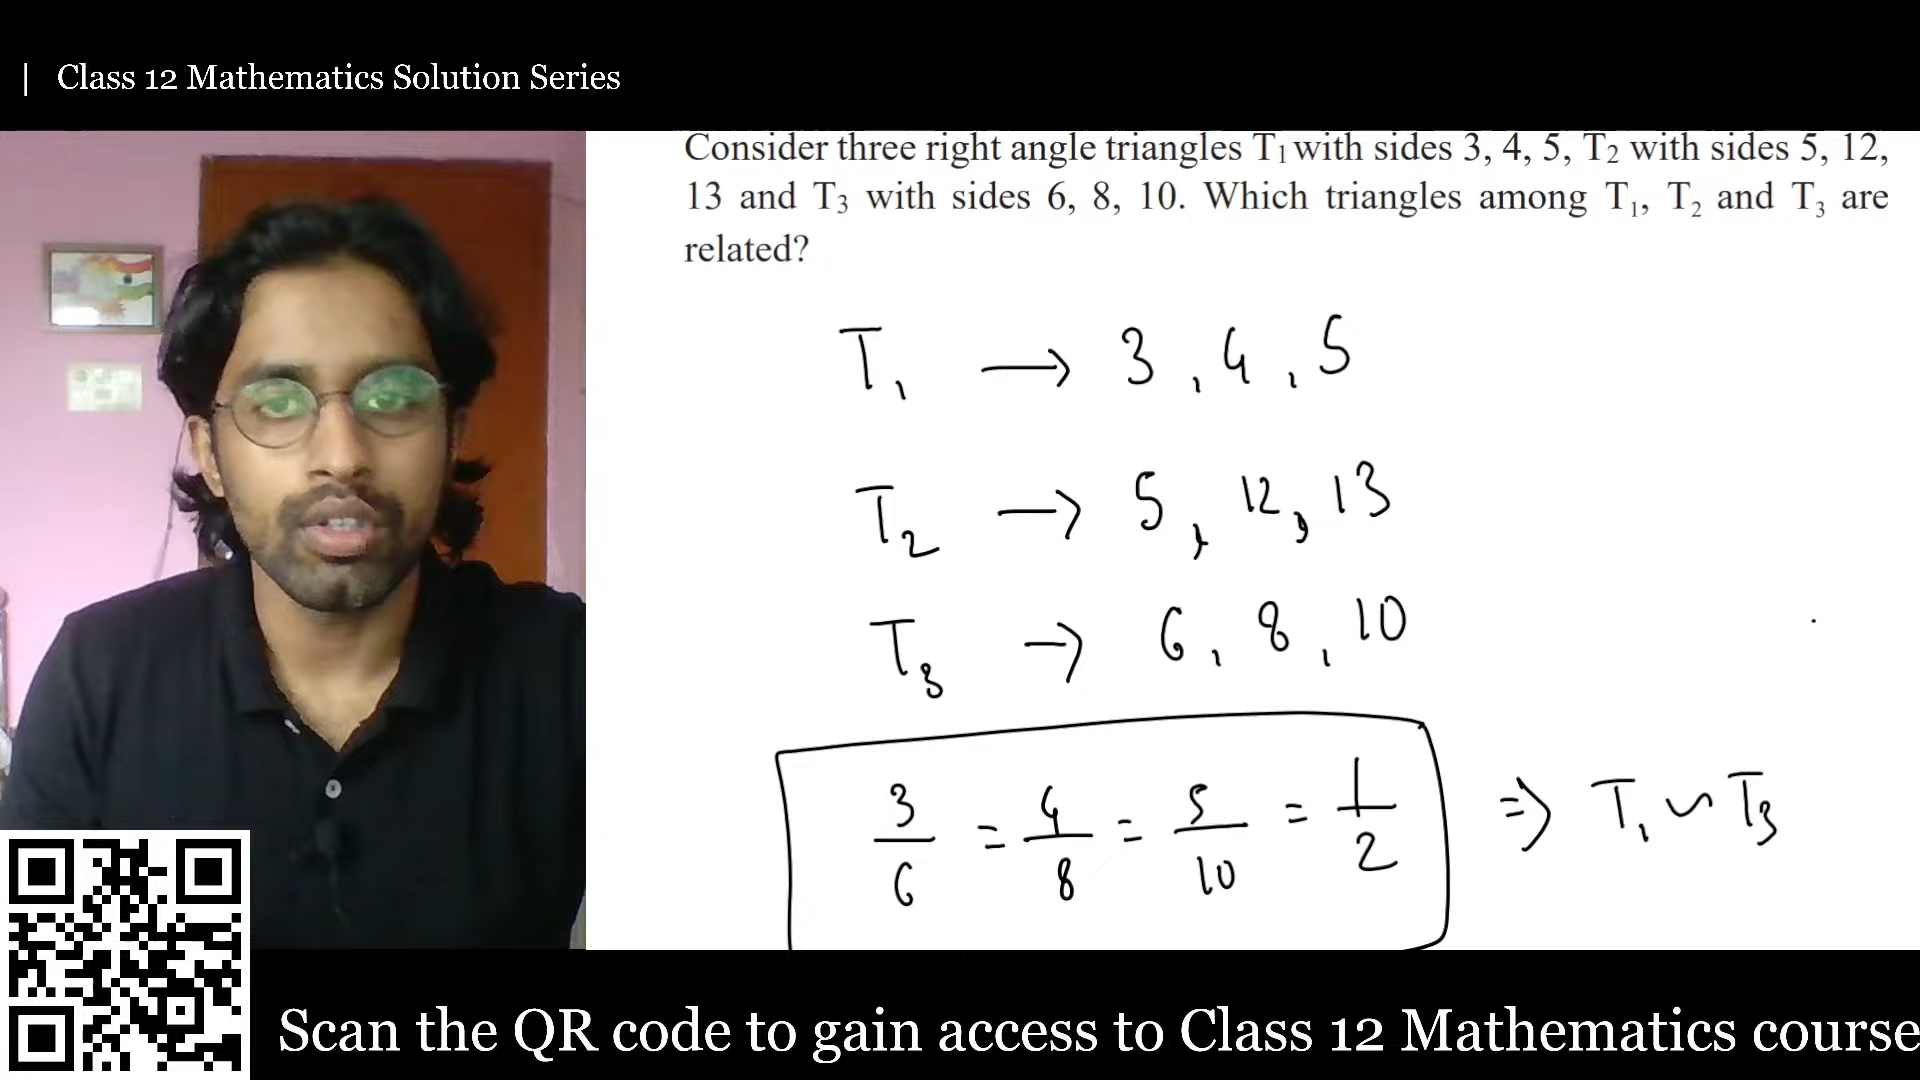 | Class 12 Mathematics Solution Series
Consider three right angle triangles T₁ with sides 3, 4, 5, T₂ with sides 5, 12,
13 and T₃ with sides 6, 8, 10. Which triangles among T₁, T₂ and T₃ are
related?
T₁ → 3, 4, 5
T₂ → 5, 12, 13
T₃ → 6, 8, 10
3/6 = 4/8 = 5/10 = 1/2 ⇒ T₁ ∽ T₃
Scan the QR code to gain access to Class 12 Mathematics course